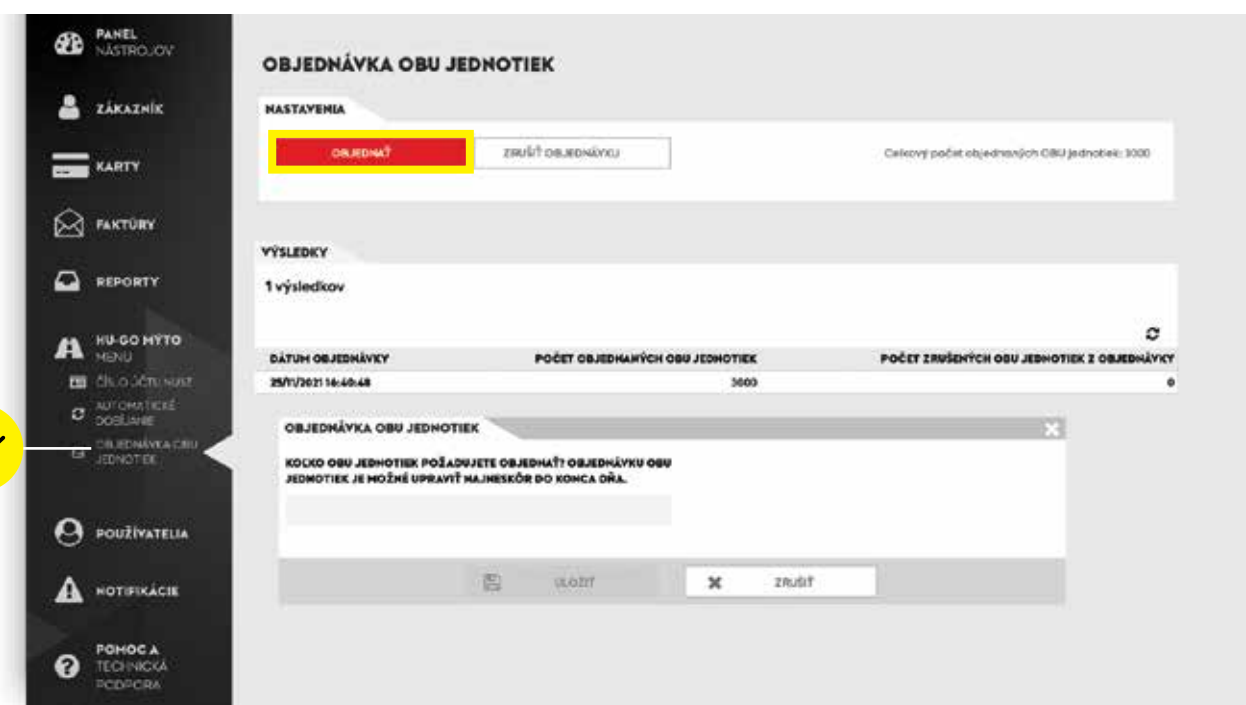 PANEL
NÁSTROJOV
ZÁKAZNÍK
KARTY
FAKTÚRY
REPORTY
HU-GO MÝTO
MENU
AUTOMATICKÉ
DOBÍJANIE
OBJEDNÁVKA OBU
JEDNOTIEK
POUŽÍVATELIA
NOTIFIKÁCIE
POMOC A
TECHNICKÁ
PODPORA
OBJEDNÁVKA OBU JEDNOTIEK
NASTAVENIA
OBJEDNAŤ
ZRUŠIŤ OBJEDNÁVKU
Celkový počet objednaných OBU jednotiek: 3000
VÝSLEDKY
1 výsledkov
DÁTUM OBJEDNÁVKY POČET OBJEDNANÝCH OBU JEDNOTIEK POČET ZRUŠENÝCH OBU JEDNOTIEK Z OBJEDNÁVKY
25/11/2021 16:40:48 3000 0
OBJEDNÁVKA OBU JEDNOTIEK
KOĽKO OBU JEDNOTIEK POŽADUJETE OBJEDNAŤ? OBJEDNÁVKU OBU
JEDNOTIEK JE MOŽNÉ UPRAVIŤ NAJNESKÔR DO KONCA DŇA.
ULOŽIŤ
ZRUŠIŤ